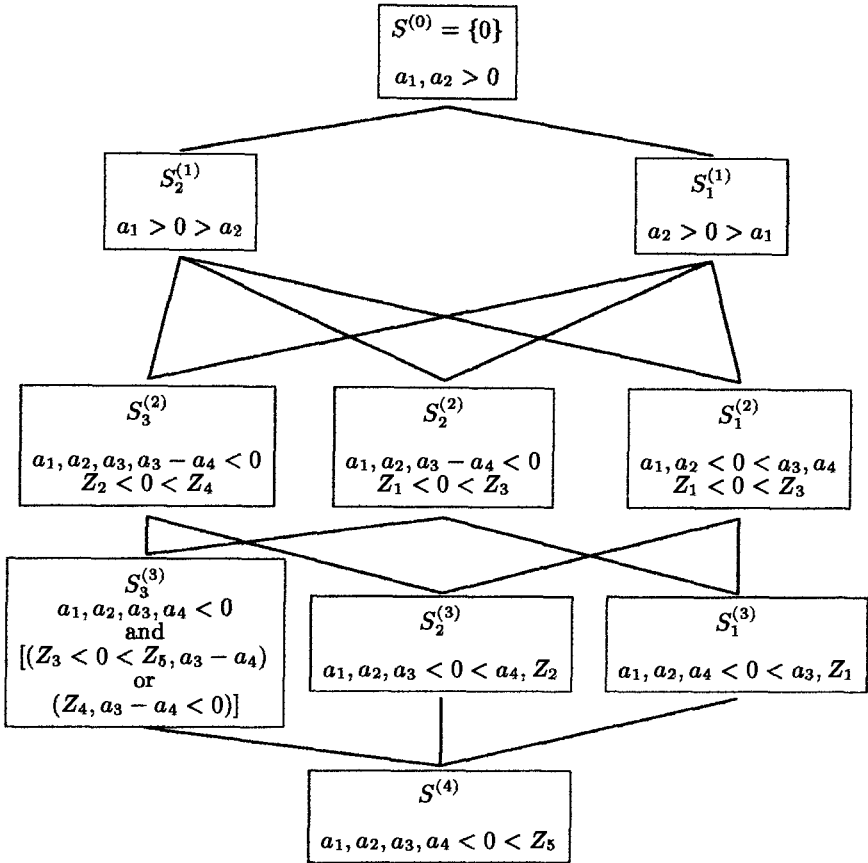 S^{(0)} = {0}
a_1, a_2 > 0
S_2^{(1)}
a_1 > 0 > a_2
S_1^{(1)}
a_2 > 0 > a_1
S_3^{(2)}
a_1, a_2, a_3, a_3 − a_4 < 0
Z_2 < 0 < Z_4
S_2^{(2)}
a_1, a_2, a_3 − a_4 < 0
Z_1 < 0 < Z_3
S_1^{(2)}
a_1, a_2 < 0 < a_3, a_4
Z_1 < 0 < Z_3
S_3^{(3)}
a_1, a_2, a_3, a_4 < 0
and
[(Z_3 < 0 < Z_5, a_3 − a_4)
or
(Z_4, a_3 − a_4 < 0)]
S_2^{(3)}
a_1, a_2, a_3 < 0 < a_4, Z_2
S_1^{(3)}
a_1, a_2, a_4 < 0 < a_3, Z_1
S^{(4)}
a_1, a_2, a_3, a_4 < 0 < Z_5